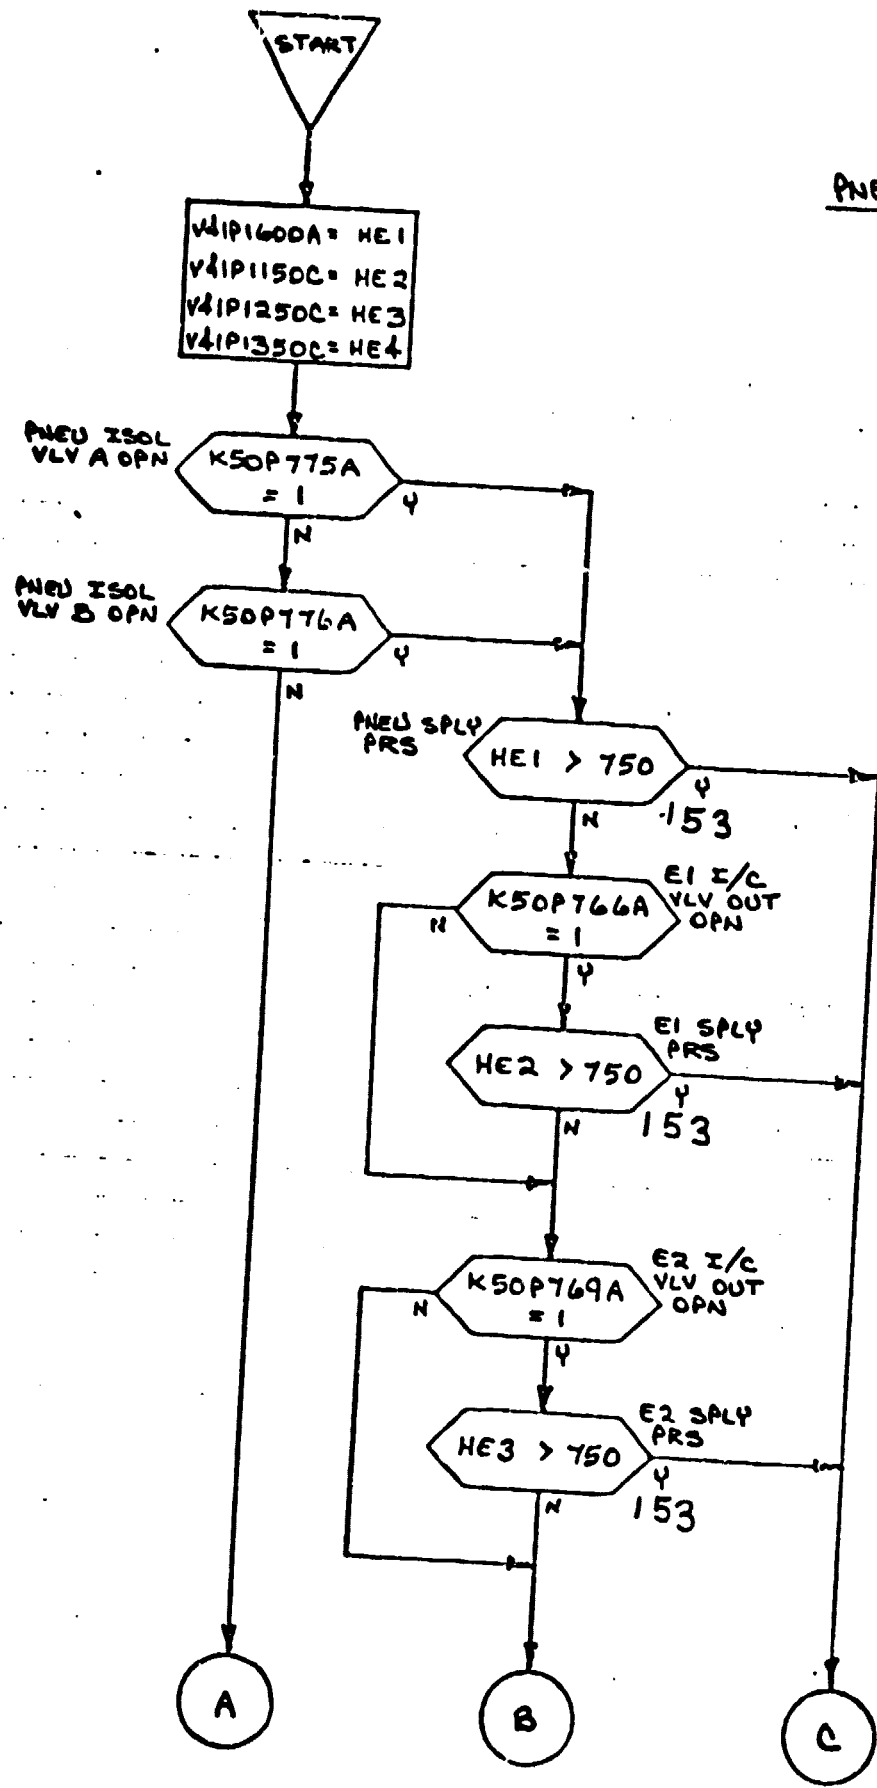 START
PNE
V41P1600A = HE1
V41P1150C = HE2
V41P1250C = HE3
V41P1350C = HE4
PNEU ISOL
VLV A OPN
K50P775A
= 1
Y
N
PNEU ISOL
VLV B OPN
K50P776A
= 1
Y
N
PNEU SPLY
PRS
HE1 > 750
Y
N
153
E1 I/C
VLV OUT
OPN
K50P766A
= 1
N
Y
E1 SPLY
PRS
HE2 > 750
Y
N
153
E2 I/C
VLV OUT
OPN
K50P769A
= 1
N
Y
E2 SPLY
PRS
HE3 > 750
Y
N
153
A
B
C